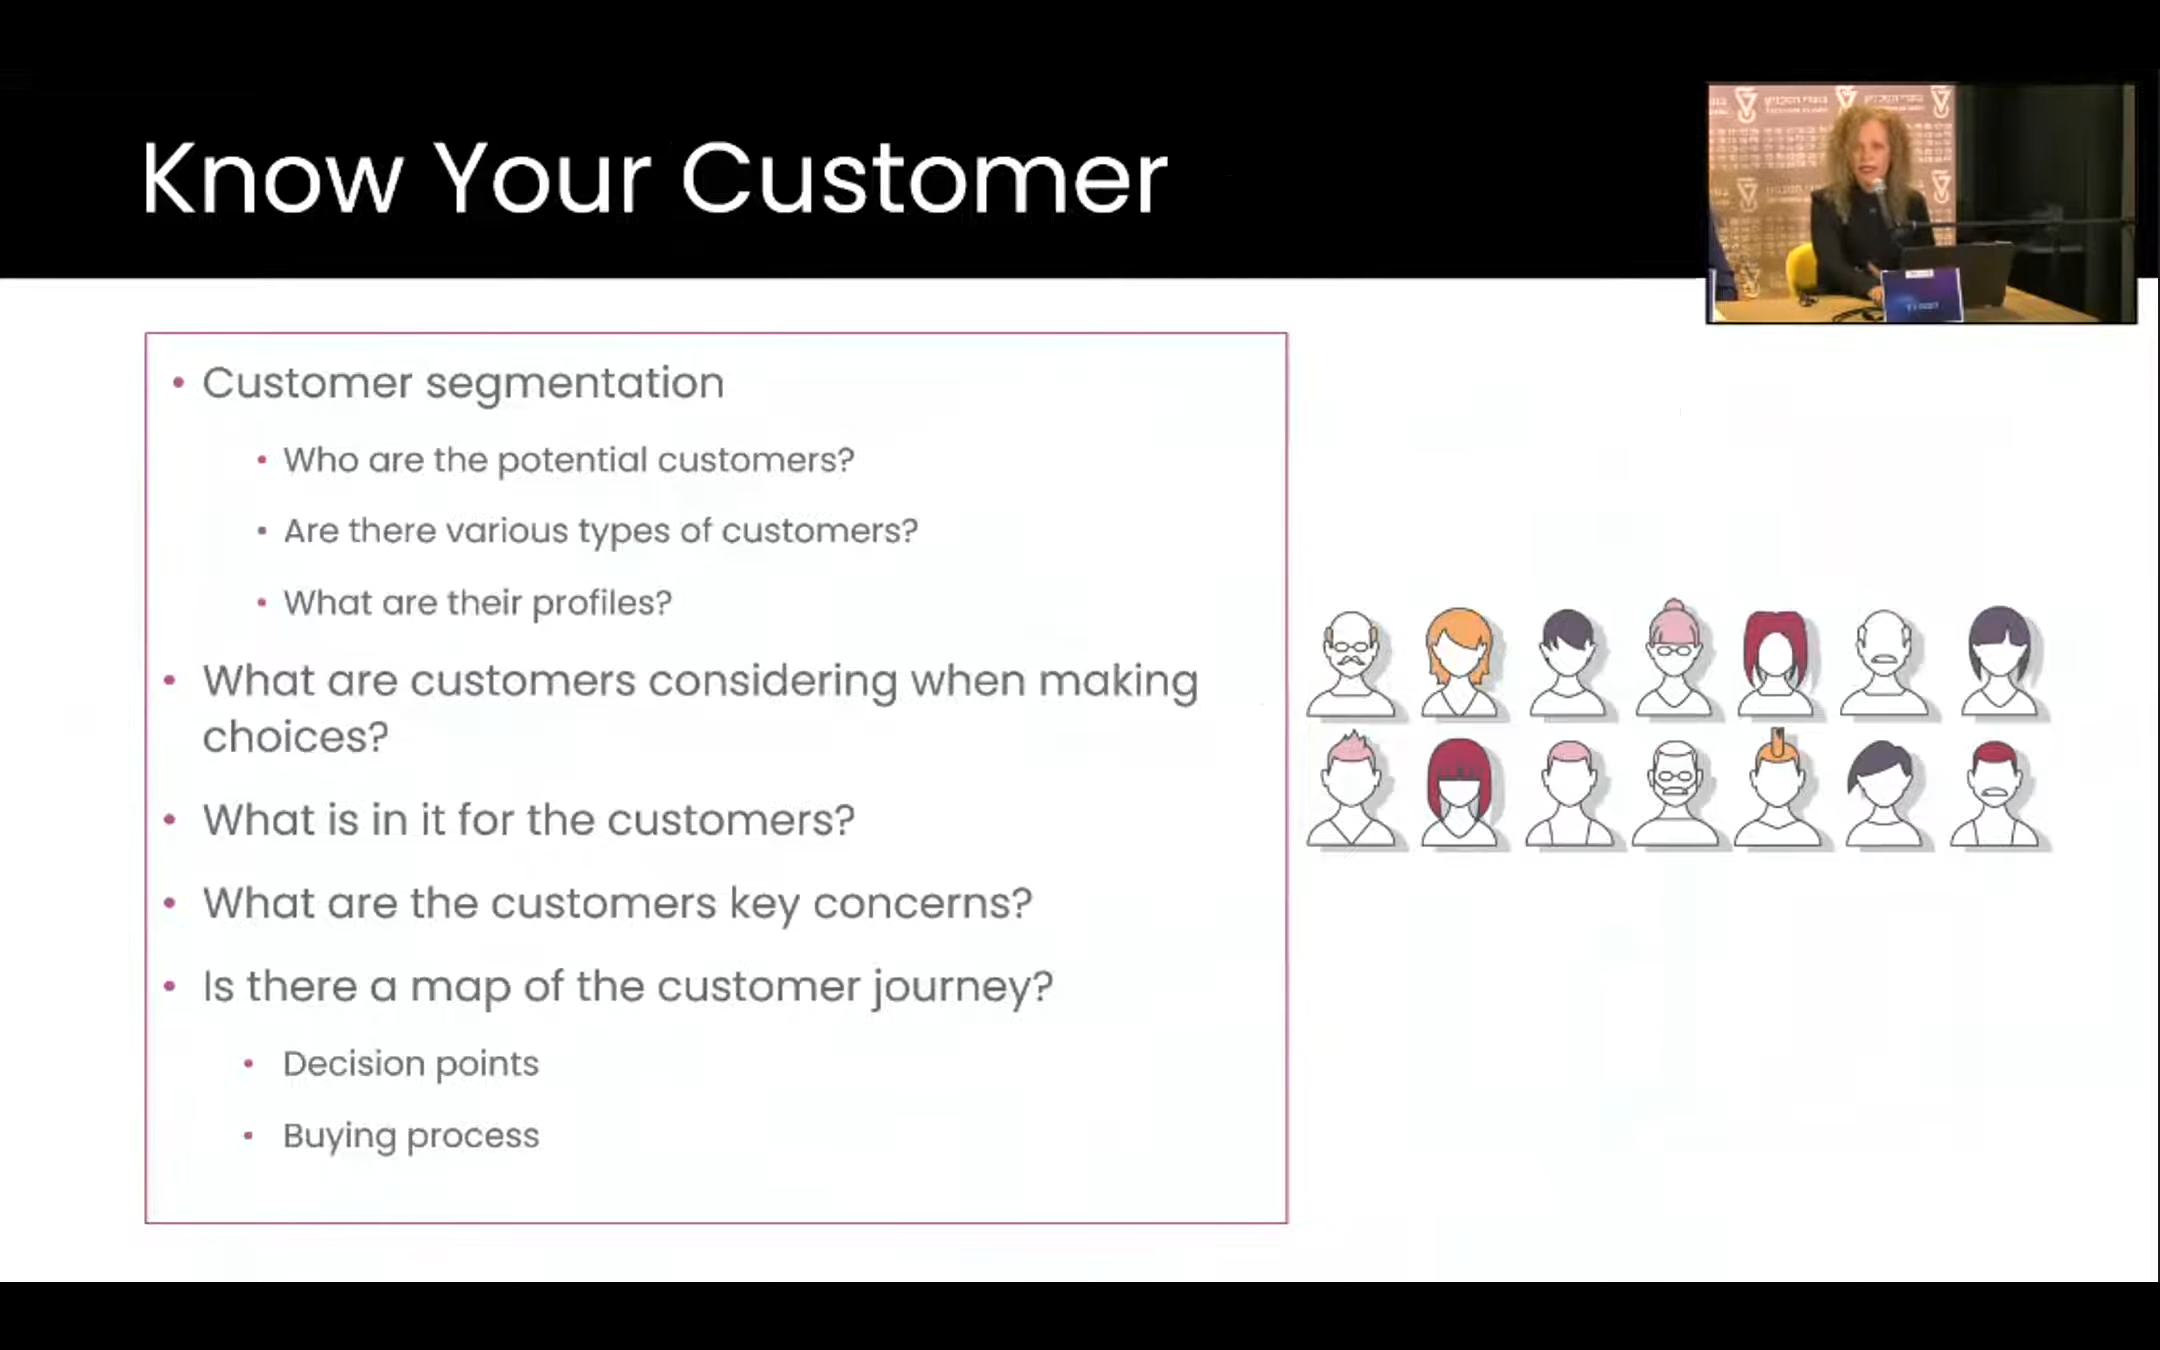 Know Your Customer
בוגרי הטכניון
• Customer segmentation
• Who are the potential customers?
• Are there various types of customers?
• What are their profiles?
• What are customers considering when making
choices?
• What is in it for the customers?
• What are the customers key concerns?
• Is there a map of the customer journey?
• Decision points
• Buying process